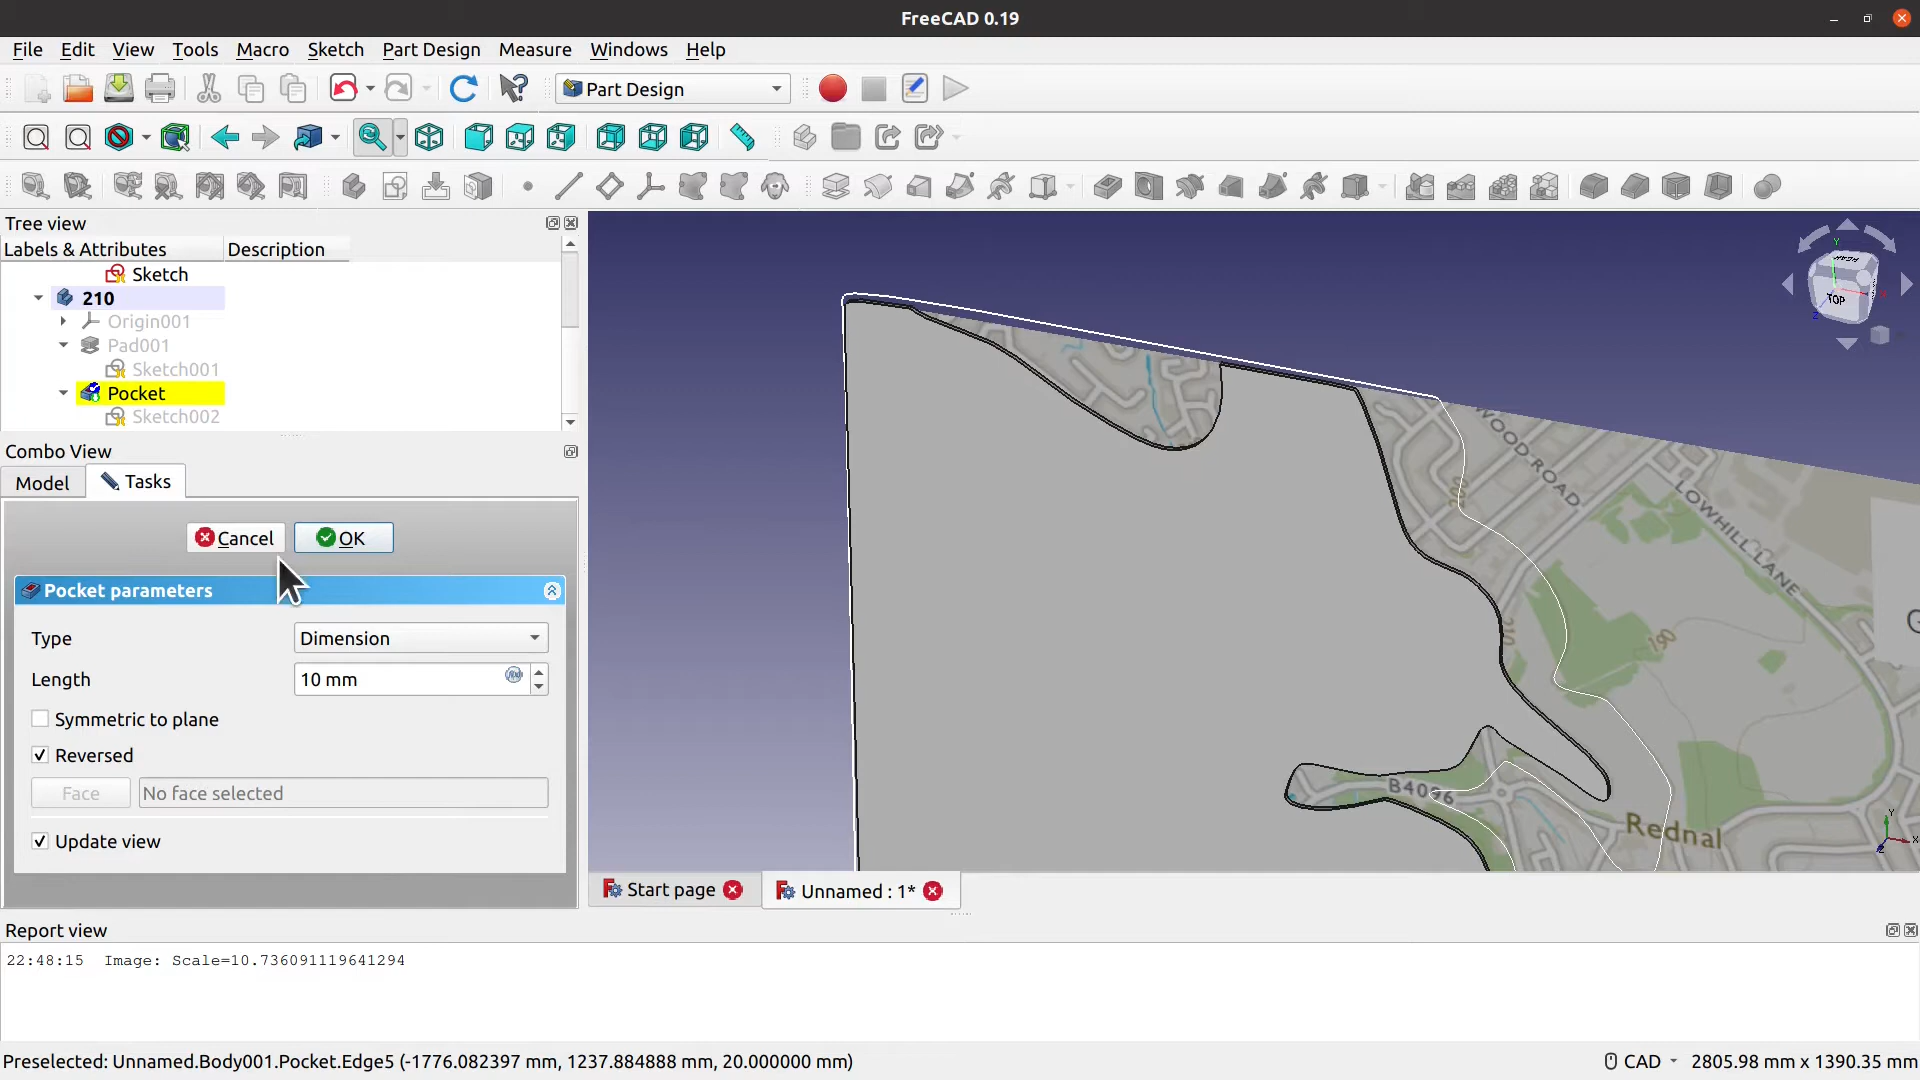 FreeCAD 0.19
File Edit View Tools Macro Sketch Part Design Measure Windows Help
Part Design
Tree view
Labels & Attributes Description
Sketch
210
Origin001
Pad001
Sketch001
Pocket
Sketch002
Combo View
Model Tasks
Cancel OK
Pocket parameters
Type Dimension
Length 10 mm
Symmetric to plane
Reversed
Face No face selected
Update view
TOP
WOOD ROAD
LOWHILL LANE
200
210
190
G
B4096
Rednal
Y
X
Z
Start page Unnamed : 1*
Report view
22:48:15 Image: Scale=10.736091119641294
Preselected: Unnamed.Body001.Pocket.Edge5 (-1776.082397 mm, 1237.884888 mm, 20.000000 mm)
CAD 2805.98 mm x 1390.35 mm